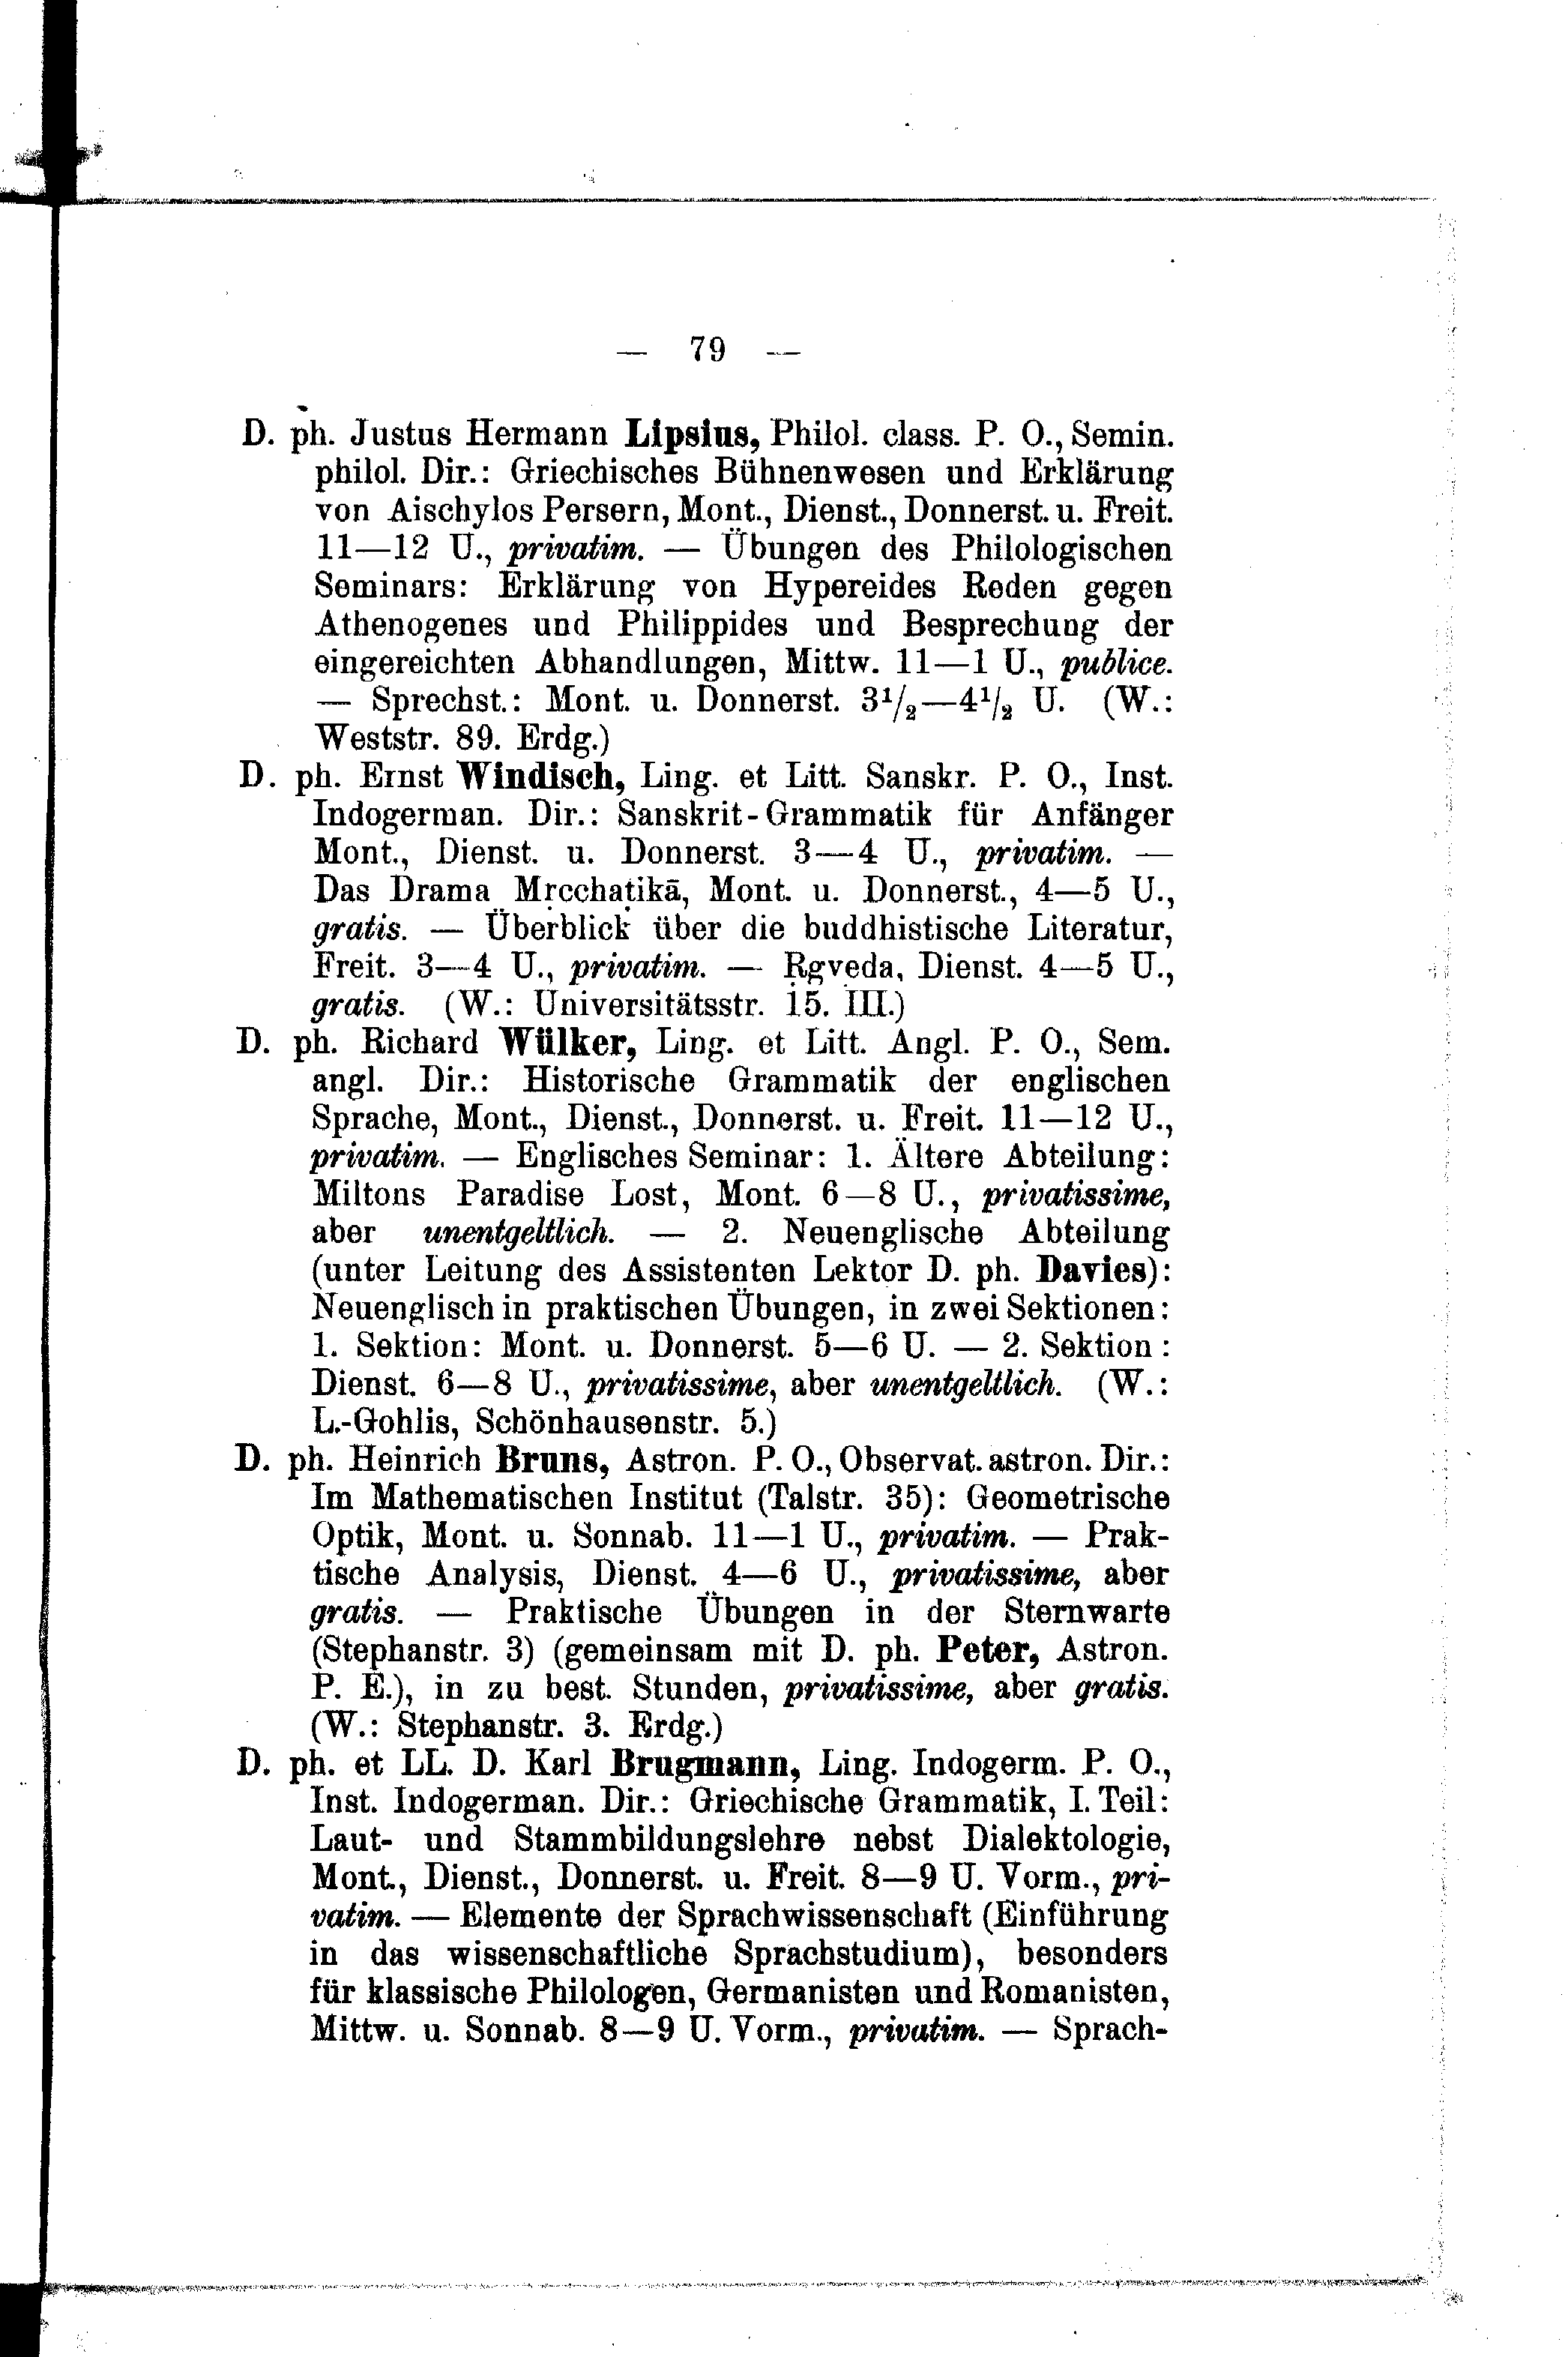 — 79 —
D. ph. Justus Hermann Lipsius, Philol. class. P. O., Semin.
philol. Dir.: Griechisches Bühnenwesen und Erklärung
von Aischylos Persern, Mont., Dienst., Donnerst. u. Freit.
11—12 U., privatim. — Übungen des Philologischen
Seminars: Erklärung von Hypereides Reden gegen
Athenogenes und Philippides und Besprechung der
eingereichten Abhandlungen, Mittw. 11—1 U., publice.
— Sprechst.: Mont. u. Donnerst. 3¹/₂—4¹/₂ U. (W.:
Weststr. 89. Erdg.)
D. ph. Ernst Windisch, Ling. et Litt. Sanskr. P. O., Inst.
Indogerman. Dir.: Sanskrit-Grammatik für Anfänger
Mont., Dienst. u. Donnerst. 3—4 U., privatim. —
Das Drama Mṛcchaṭikā, Mont. u. Donnerst., 4—5 U.,
gratis. — Überblick über die buddhistische Literatur,
Freit. 3—4 U., privatim. — Ṛgveda, Dienst. 4—5 U.,
gratis. (W.: Universitätsstr. 15. III.)
D. ph. Richard Wülker, Ling. et Litt. Angl. P. O., Sem.
angl. Dir.: Historische Grammatik der englischen
Sprache, Mont., Dienst., Donnerst. u. Freit. 11—12 U.,
privatim. — Englisches Seminar: 1. Ältere Abteilung:
Miltons Paradise Lost, Mont. 6—8 U., privatissime,
aber unentgeltlich. — 2. Neuenglische Abteilung
(unter Leitung des Assistenten Lektor D. ph. Davies):
Neuenglisch in praktischen Übungen, in zwei Sektionen:
1. Sektion: Mont. u. Donnerst. 5—6 U. — 2. Sektion:
Dienst. 6—8 U., privatissime, aber unentgeltlich. (W.:
L.-Gohlis, Schönhausenstr. 5.)
D. ph. Heinrich Bruns, Astron. P. O., Observat. astron. Dir.:
Im Mathematischen Institut (Talstr. 35): Geometrische
Optik, Mont. u. Sonnab. 11—1 U., privatim. — Prak-
tische Analysis, Dienst. 4—6 U., privatissime, aber
gratis. — Praktische Übungen in der Sternwarte
(Stephanstr. 3) (gemeinsam mit D. ph. Peter, Astron.
P. E.), in zu best. Stunden, privatissime, aber gratis.
(W.: Stephanstr. 3. Erdg.)
D. ph. et LL. D. Karl Brugmann, Ling. Indogerm. P. O.,
Inst. Indogerman. Dir.: Griechische Grammatik, I. Teil:
Laut- und Stammbildungslehre nebst Dialektologie,
Mont., Dienst., Donnerst. u. Freit. 8—9 U. Vorm., pri-
vatim. — Elemente der Sprachwissenschaft (Einführung
in das wissenschaftliche Sprachstudium), besonders
für klassische Philologen, Germanisten und Romanisten,
Mittw. u. Sonnab. 8—9 U. Vorm., privatim. — Sprach-